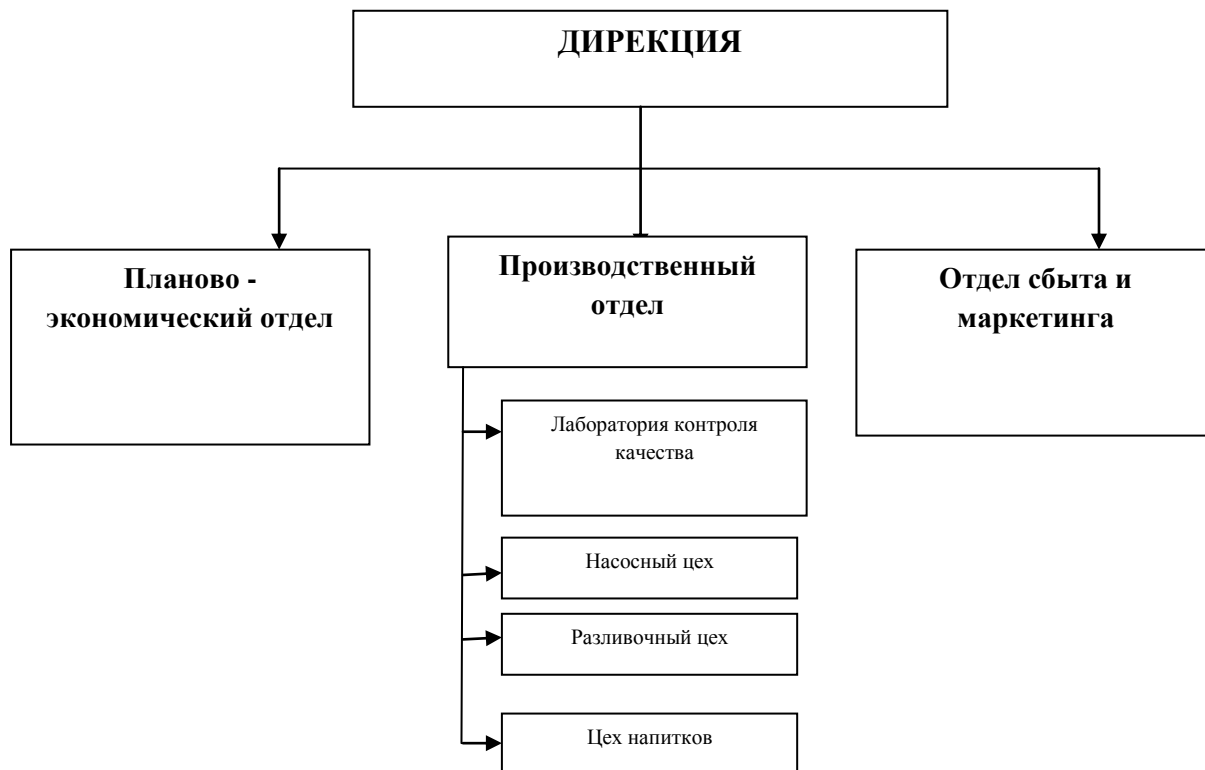 ДИРЕКЦИЯ
Планово -
экономический отдел
Производственный
отдел
Отдел сбыта и
маркетинга
Лаборатория контроля
качества
Насосный цех
Разливочный цех
Цех напитков